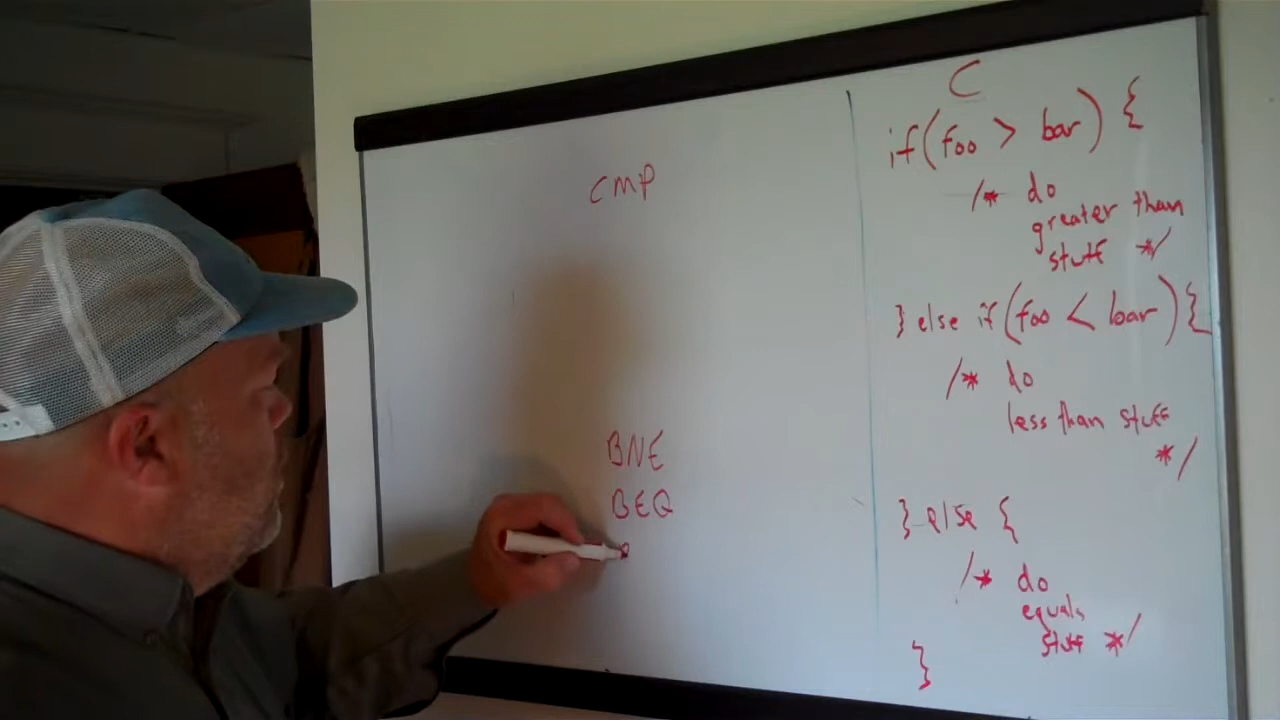 CMP
BNE
BEQ
C
if(foo > bar) {
/* do
greater than
stuff */
} else if(foo < bar){
/* do
less than stuff
*/
} else {
/* do
equals
stuff */
}